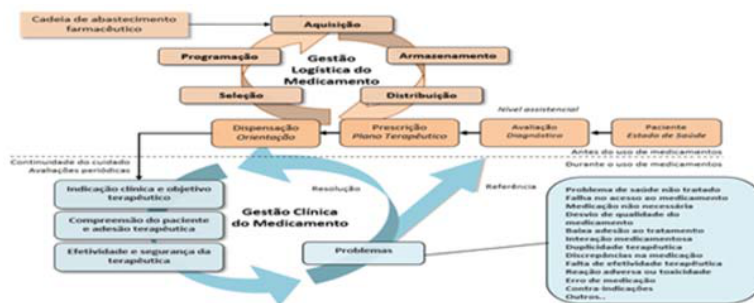 Cadeia de abastecimento
farmacêutico
Aquisição
Programação
Armazenamento
Gestão
Logística do
Medicamento
Seleção
Distribuição
Nível assistencial
Dispensação
Orientação
Prescrição
Plano Terapêutico
Avaliação
Diagnóstico
Paciente
Estado de Saúde
Antes do uso de medicamentos
Durante o uso de medicamentos
Continuidade do cuidado
Avaliações periódicas
Indicação clínica e objetivo
terapêutico
Compreensão do paciente
e adesão terapêutica
Efetividade e segurança da
terapêutica
Resolução
Referência
Gestão Clínica
do Medicamento
Problemas
Problema de saúde não tratado
Falha no acesso ao medicamento
Medicação não necessária
Desvio de qualidade do
medicamento
Baixa adesão ao tratamento
Interação medicamentosa
Duplicidade terapêutica
Discrepâncias na medicação
Falta de efetividade terapêutica
Reação adversa ou toxicidade
Erro de medicação
Contra-indicações
Outros..